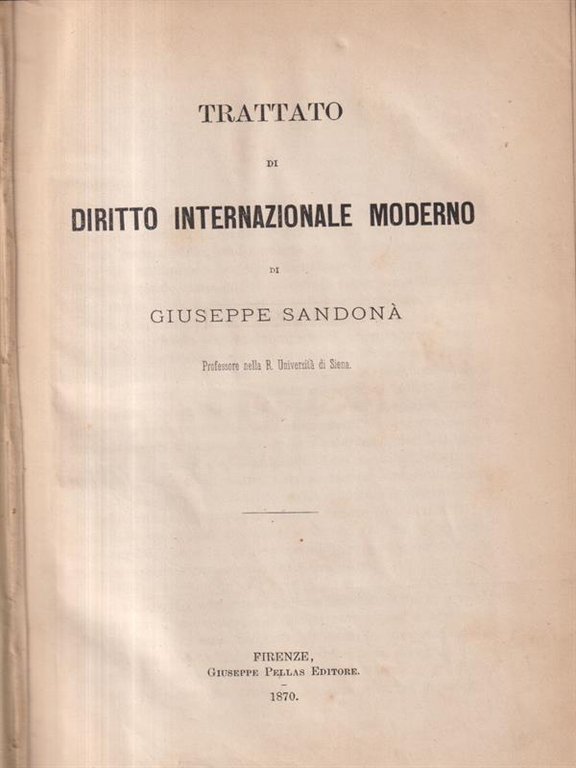 TRATTATO
DI
DIRITTO INTERNAZIONALE MODERNO
DI
GIUSEPPE SANDONÀ
Professore nella R. Università di Siena.
FIRENZE,
GIUSEPPE PELLAS EDITORE.
1870.